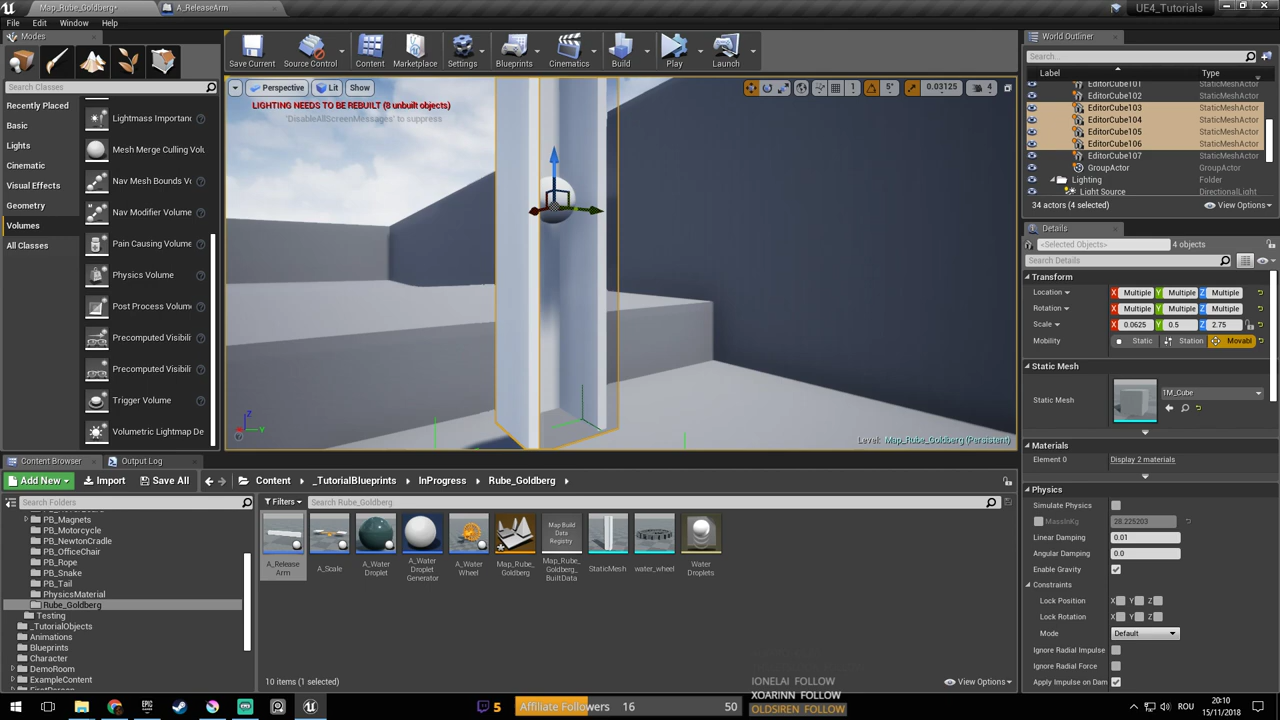 Map_Rube_Goldberg*
A_ReleaseArm
UE4_Tutorials
File Edit Window Help
Modes
Search Classes
Recently Placed
Basic
Lights
Cinematic
Visual Effects
Geometry
Volumes
All Classes
Lightmass Importanc
Mesh Merge Culling Volu
Nav Mesh Bounds V
Nav Modifier Volume
Pain Causing Volume
Physics Volume
Post Process Volum
Precomputed Visibili
Precomputed Visibili
Trigger Volume
Volumetric Lightmap De
Save Current
Source Control
Content
Marketplace
Settings
Blueprints
Cinematics
Build
Play
Launch
Perspective
Lit
Show
1
5°
0.03125
4
LIGHTING NEEDS TO BE REBUILT (8 unbuilt objects)
'DisableAllScreenMessages' to suppress
Level: Map_Rube_Goldberg (Persistent)
World Outliner
Search...
Label Type
EditorCube101 StaticMeshActor
EditorCube102 StaticMeshActor
EditorCube103 StaticMeshActor
EditorCube104 StaticMeshActor
EditorCube105 StaticMeshActor
EditorCube106 StaticMeshActor
EditorCube107 StaticMeshActor
GroupActor GroupActor
Lighting Folder
Light Source DirectionalLight
34 actors (4 selected)
View Options
Details
<Selected Objects> 4 objects
Search Details
Transform
Location X Multiple Y Multiple Z Multiple
Rotation X Multiple Y Multiple Z Multiple
Scale X 0.0625 Y 0.5 Z 2.75
Mobility Static Station Movabl
Static Mesh
Static Mesh 1M_Cube
Materials
Element 0 Display 2 materials
Physics
Simulate Physics
MassInKg 28.225203
Linear Damping 0.01
Angular Damping 0.0
Enable Gravity
Constraints
Lock Position X Y Z
Lock Rotation X Y Z
Mode Default
Ignore Radial Impulse
Ignore Radial Force
Apply Impulse on Dam
Content Browser
Output Log
Add New
Import
Save All
Content
_TutorialBlueprints
InProgress
Rube_Goldberg
Search Folders
Filters
Search Rube_Goldberg
PB_Magnets
PB_Motorcycle
PB_NewtonCradle
PB_OfficeChair
PB_Rope
PB_Snake
PB_Tail
PhysicsMaterial
Rube_Goldberg
Testing
_TutorialObjects
Animations
Blueprints
Character
DemoRoom
ExampleContent
A_Release
Arm
A_Scale
A_Water
Droplet
A_Water
Droplet
Generator
A_Water
Wheel
Map_Rube_
Goldberg
Map Build
Data
Registry
Map_Rube_
Goldberg_
BuiltData
StaticMesh
water_wheel
Water
Droplets
10 items (1 selected)
View Options
IONELAI FOLLOW
XOARINN FOLLOW
OLDSIREN FOLLOW
5
Affiliate Followers 16 50
ROU
20:10
15/11/2018